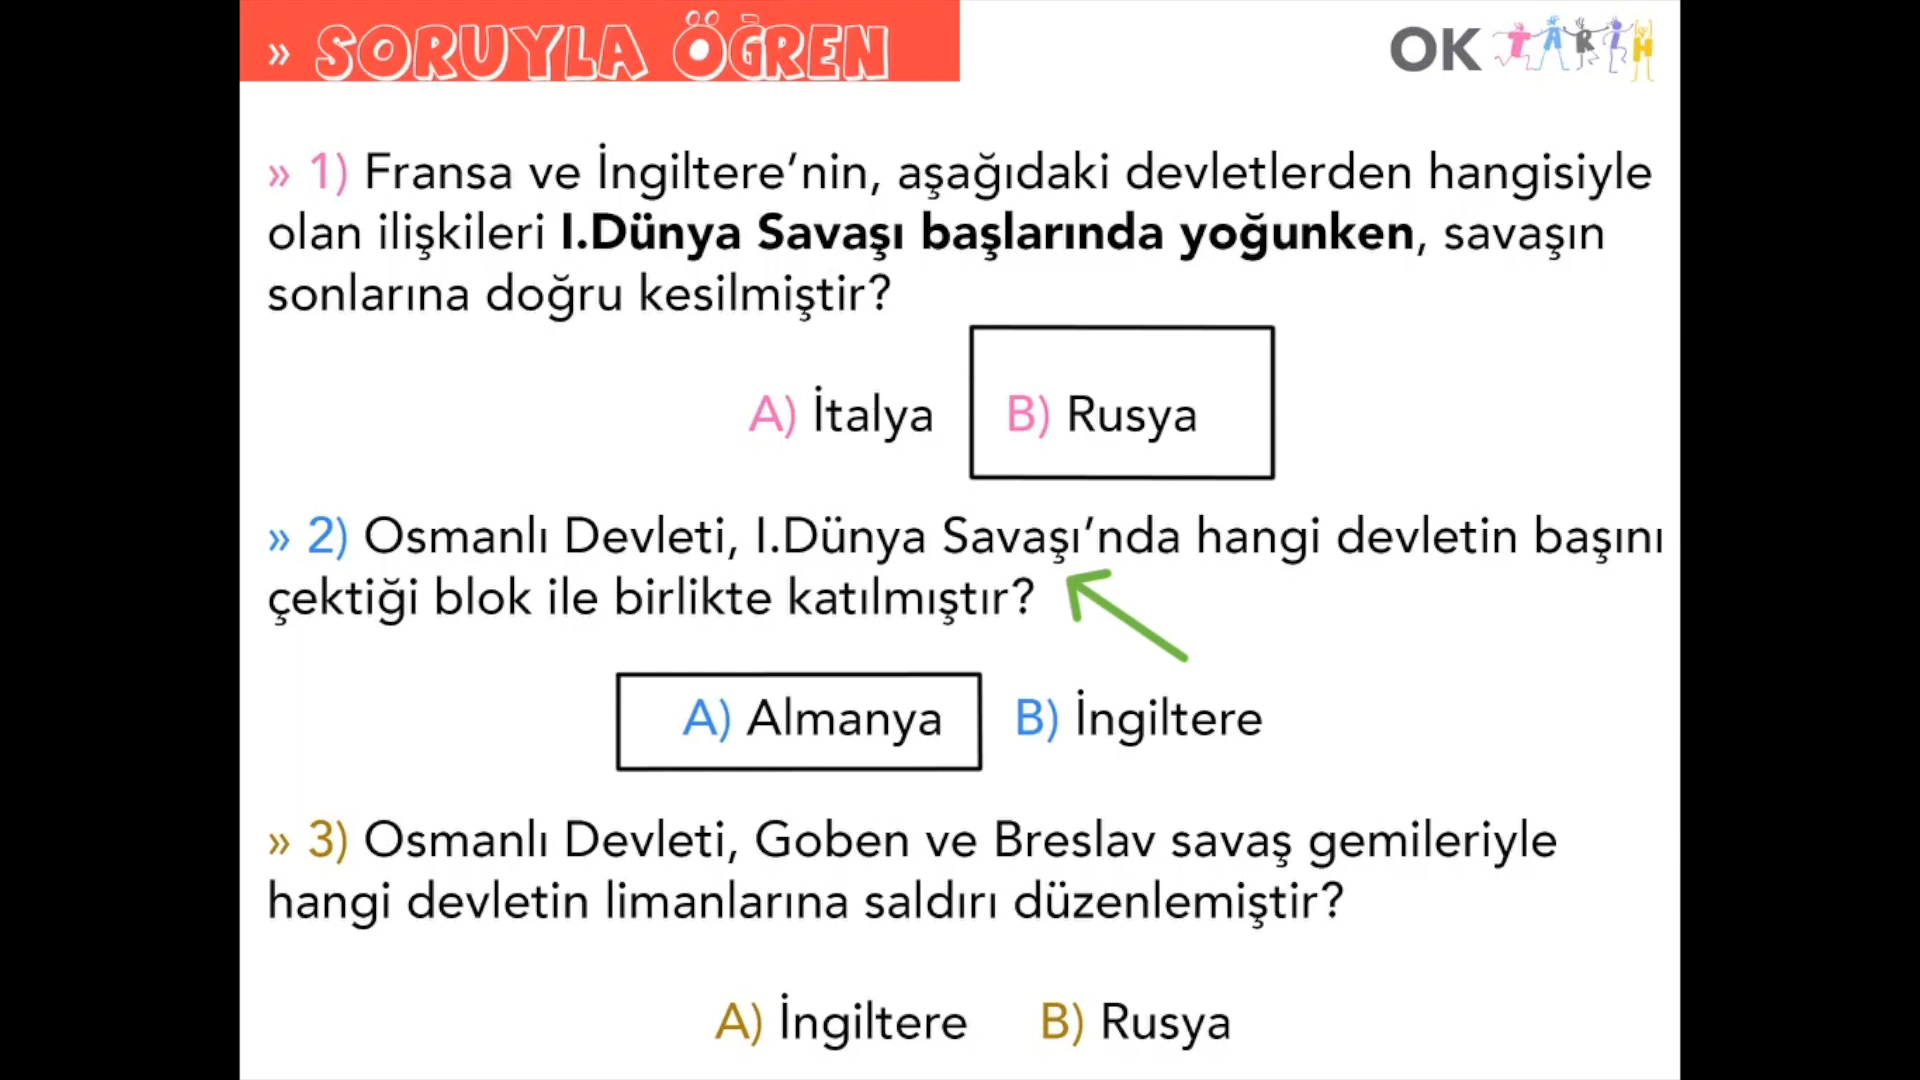 » SORUYLA ÖĞREN
OK TARİH
» 1) Fransa ve İngiltere’nin, aşağıdaki devletlerden hangisiyle
olan ilişkileri I.Dünya Savaşı başlarında yoğunken, savaşın
sonlarına doğru kesilmiştir?
A) İtalya B) Rusya
» 2) Osmanlı Devleti, I.Dünya Savaşı’nda hangi devletin başını
çektiği blok ile birlikte katılmıştır?
A) Almanya B) İngiltere
» 3) Osmanlı Devleti, Goben ve Breslav savaş gemileriyle
hangi devletin limanlarına saldırı düzenlemiştir?
A) İngiltere B) Rusya